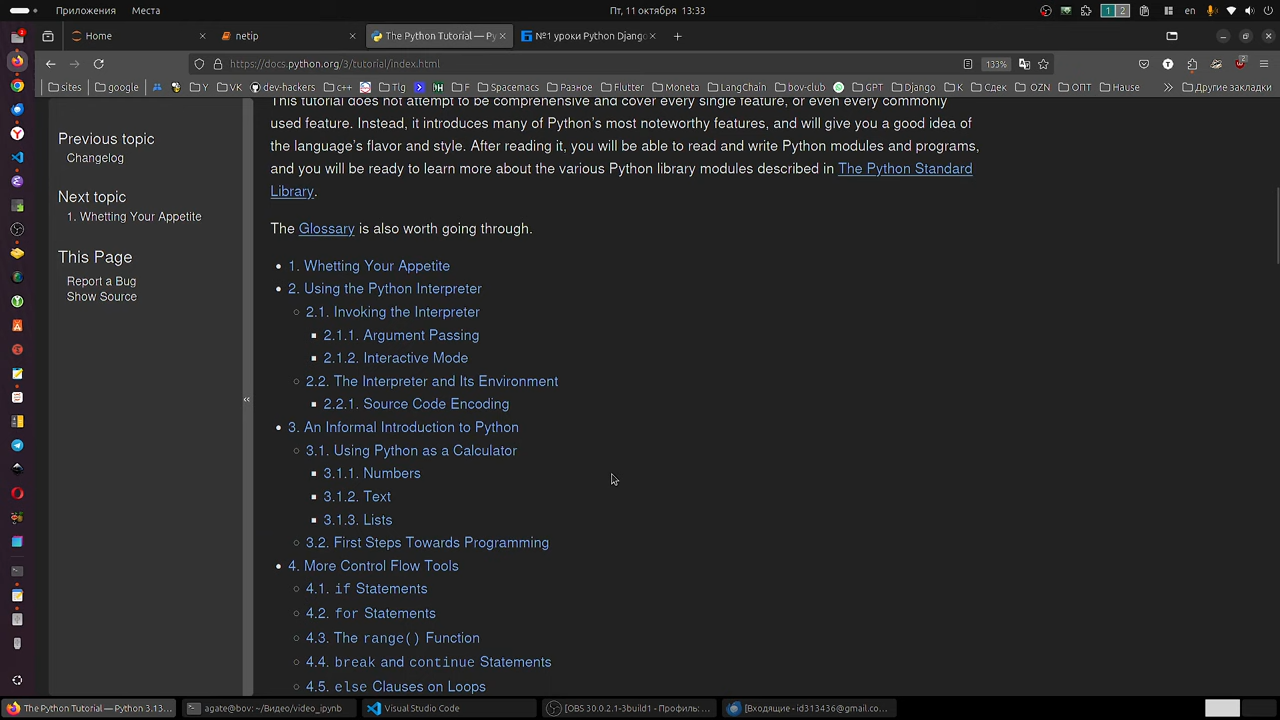 Приложения Места
Пт, 11 октября 13:33
1 2
en
Home
netip
The Python Tutorial — Py
№1 уроки Python Djang
https://docs.python.org/3/tutorial/index.html
133%
sites google Y VK dev-hackers c++ Tlg F Spacemacs Разное Flutter Moneta LangChain bov-club GPT Django K Сдек OZN ОПТ Hause Другие закладки
Previous topic
Changelog
Next topic
1. Whetting Your Appetite
This Page
Report a Bug
Show Source
This tutorial does not attempt to be comprehensive and cover every single feature, or even every commonly
used feature. Instead, it introduces many of Python's most noteworthy features, and will give you a good idea of
the language's flavor and style. After reading it, you will be able to read and write Python modules and programs,
and you will be ready to learn more about the various Python library modules described in The Python Standard
Library.
The Glossary is also worth going through.
1. Whetting Your Appetite
2. Using the Python Interpreter
2.1. Invoking the Interpreter
2.1.1. Argument Passing
2.1.2. Interactive Mode
2.2. The Interpreter and Its Environment
2.2.1. Source Code Encoding
3. An Informal Introduction to Python
3.1. Using Python as a Calculator
3.1.1. Numbers
3.1.2. Text
3.1.3. Lists
3.2. First Steps Towards Programming
4. More Control Flow Tools
4.1. if Statements
4.2. for Statements
4.3. The range() Function
4.4. break and continue Statements
4.5. else Clauses on Loops
The Python Tutorial — Python 3.13...
agate@bov: ~/Видео/video_ipynb
Visual Studio Code
[OBS 30.0.2.1-3build1 - Профиль: ...
[Входящие - id313436@gmail.co...